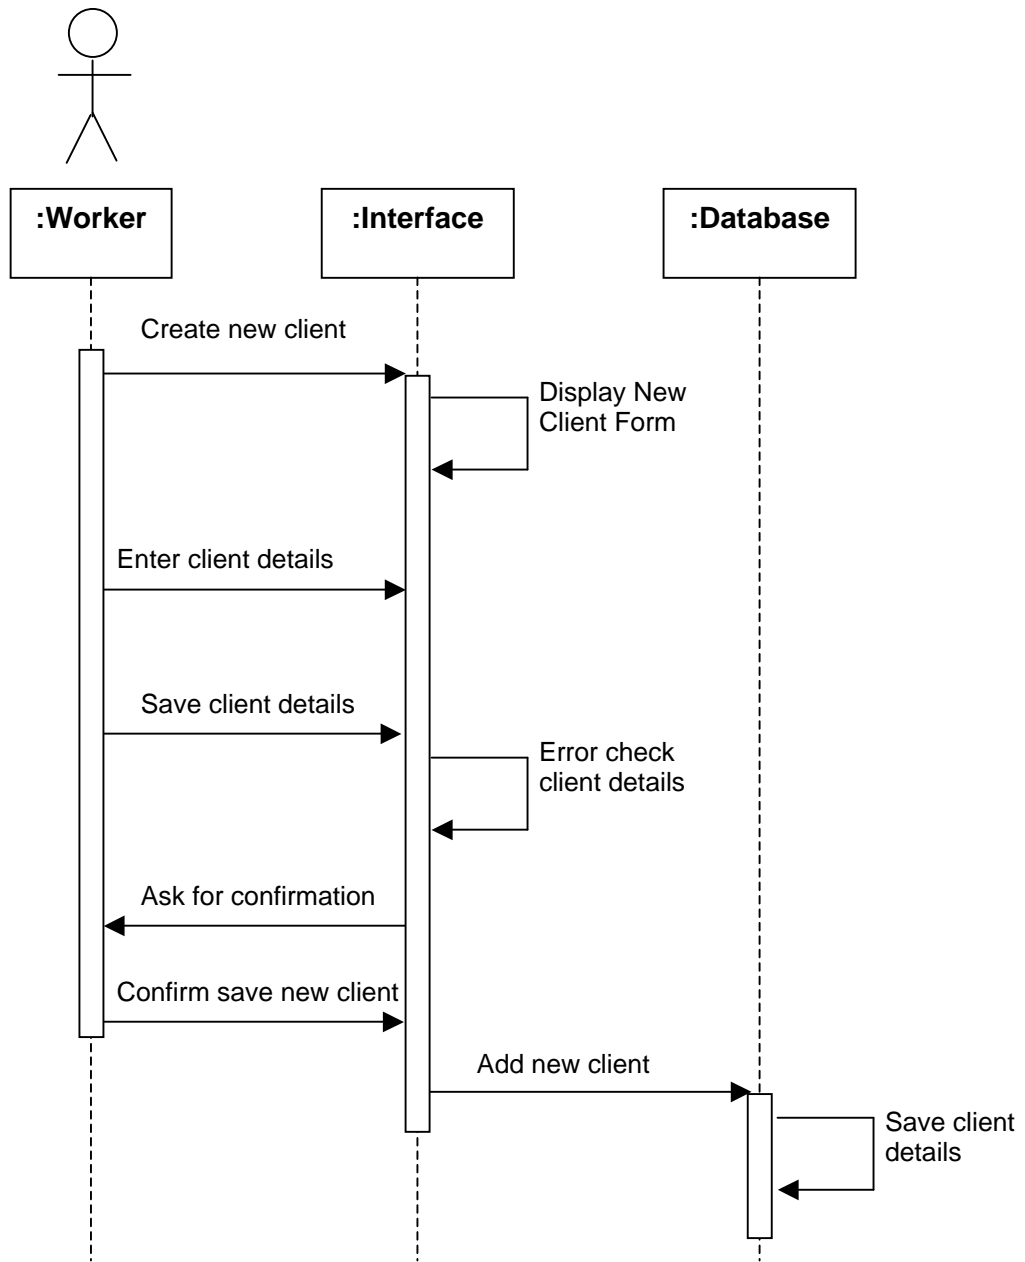 :Worker
:Interface
:Database
Create new client
Display New
Client Form
Enter client details
Save client details
Error check
client details
Ask for confirmation
Confirm save new client
Add new client
Save client
details